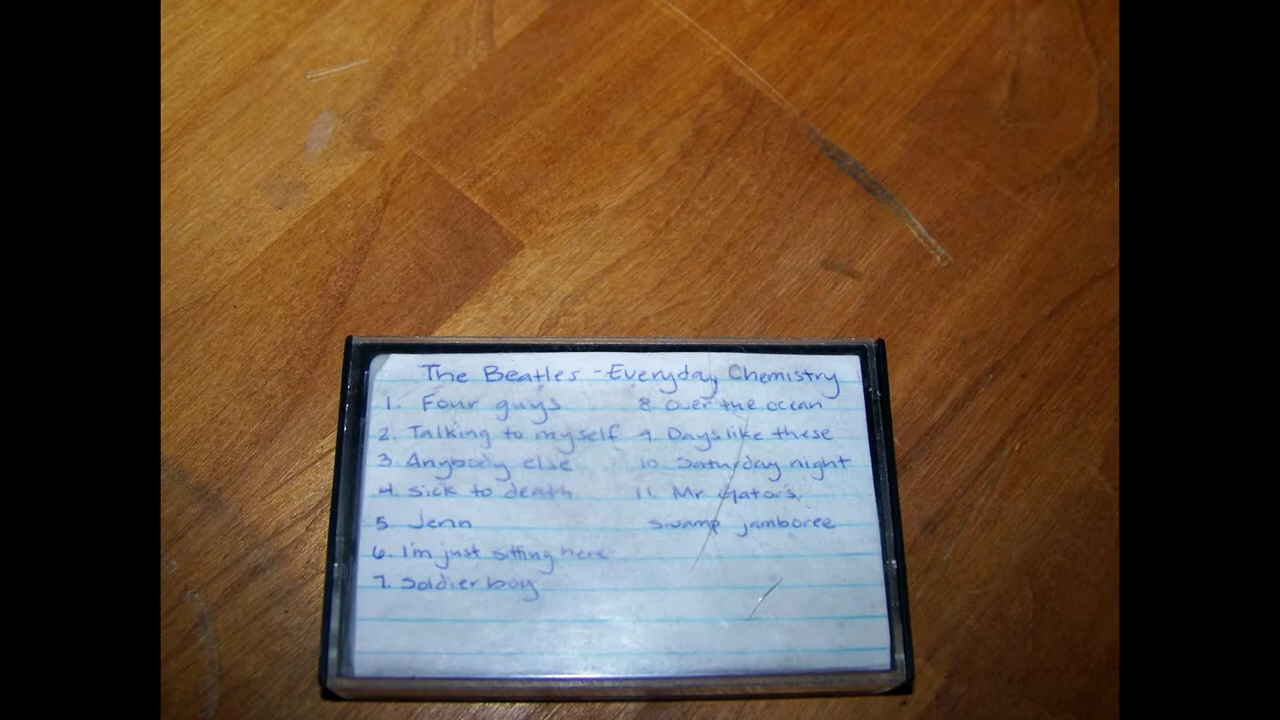 The Beatles - Everyday Chemistry
1. Four guys
2. Talking to myself
3. Anybody else
4. Sick to death
5. Jenn
6. I'm just sitting here
7. Soldier boy
8. Over the ocean
9. Days like these
10. Saturday night
11. Mr Gator's
swamp jamboree